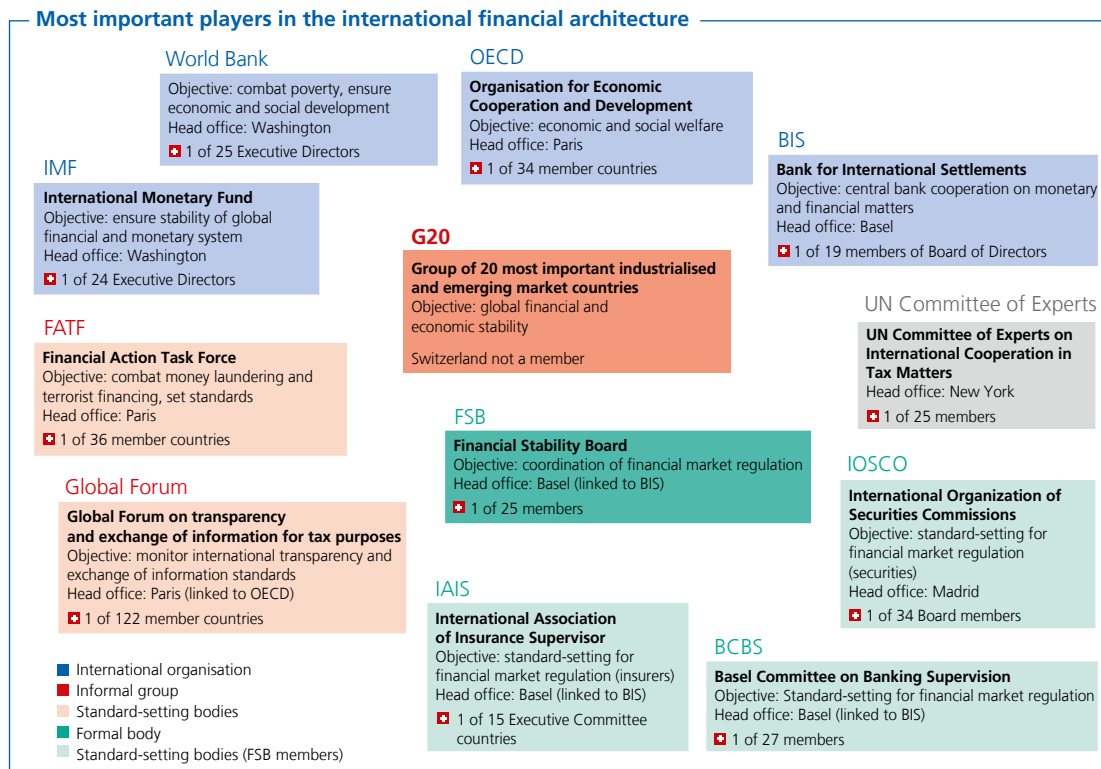 Most important players in the international financial architecture
World Bank
Objective: combat poverty, ensure
economic and social development
Head office: Washington
1 of 25 Executive Directors
OECD
Organisation for Economic
Cooperation and Development
Objective: economic and social welfare
Head office: Paris
1 of 34 member countries
BIS
Bank for International Settlements
Objective: central bank cooperation on monetary
and financial matters
Head office: Basel
1 of 19 members of Board of Directors
IMF
International Monetary Fund
Objective: ensure stability of global
financial and monetary system
Head office: Washington
1 of 24 Executive Directors
G20
Group of 20 most important industrialised
and emerging market countries
Objective: global financial and
economic stability
Switzerland not a member
UN Committee of Experts
UN Committee of Experts on
International Cooperation in
Tax Matters
Head office: New York
1 of 25 members
FATF
Financial Action Task Force
Objective: combat money laundering and
terrorist financing, set standards
Head office: Paris
1 of 36 member countries
FSB
Financial Stability Board
Objective: coordination of financial market regulation
Head office: Basel (linked to BIS)
1 of 25 members
IOSCO
International Organization of
Securities Commissions
Objective: standard-setting for
financial market regulation
(securities)
Head office: Madrid
1 of 34 Board members
Global Forum
Global Forum on transparency
and exchange of information for tax purposes
Objective: monitor international transparency and
exchange of information standards
Head office: Paris (linked to OECD)
1 of 122 member countries
IAIS
International Association
of Insurance Supervisor
Objective: standard-setting for
financial market regulation (insurers)
Head office: Basel (linked to BIS)
1 of 15 Executive Committee
countries
BCBS
Basel Committee on Banking Supervision
Objective: Standard-setting for financial market regulation
Head office: Basel (linked to BIS)
1 of 27 members
International organisation
Informal group
Standard-setting bodies
Formal body
Standard-setting bodies (FSB members)